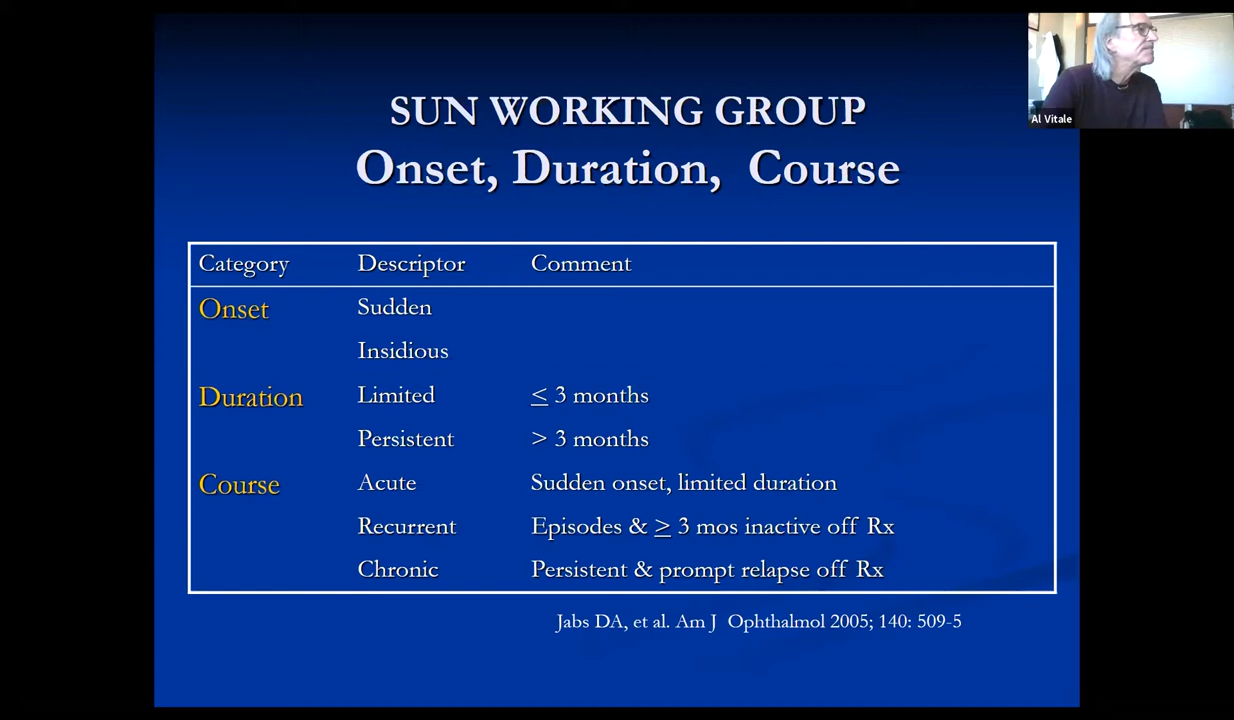 SUN WORKING GROUP
Onset, Duration, Course
Category Descriptor Comment
Onset Sudden
Insidious
Duration Limited ≤ 3 months
Persistent > 3 months
Course Acute Sudden onset, limited duration
Recurrent Episodes & ≥ 3 mos inactive off Rx
Chronic Persistent & prompt relapse off Rx
Jabs DA, et al. Am J Ophthalmol 2005; 140: 509-5
Al Vitale